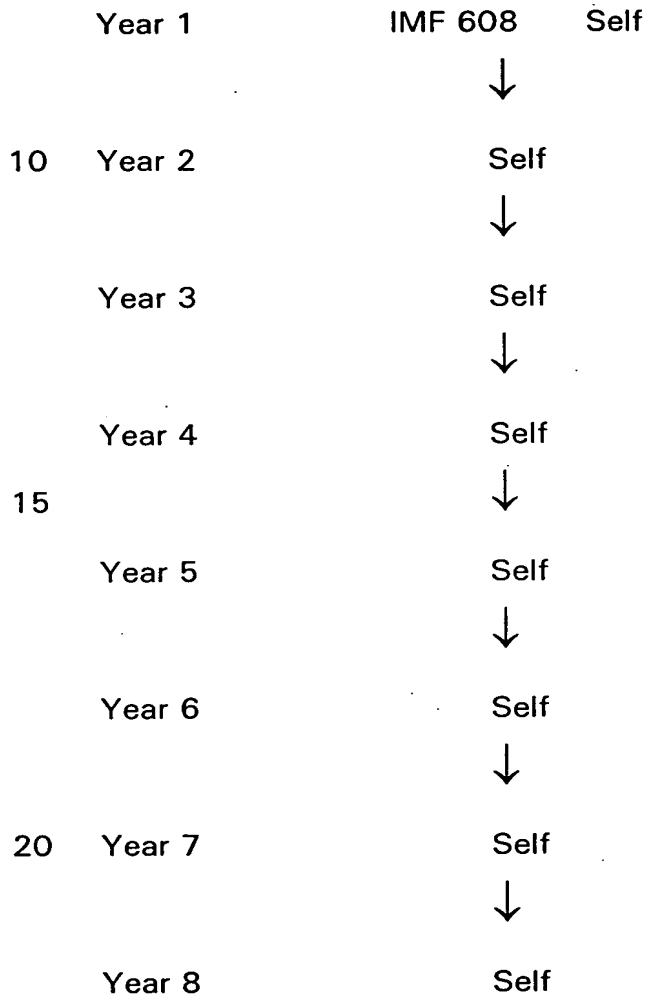 Year 1 IMF 608 Self
↓
10 Year 2 Self
↓
Year 3 Self
↓
Year 4 Self
15 ↓
Year 5 Self
↓
Year 6 Self
↓
20 Year 7 Self
↓
Year 8 Self